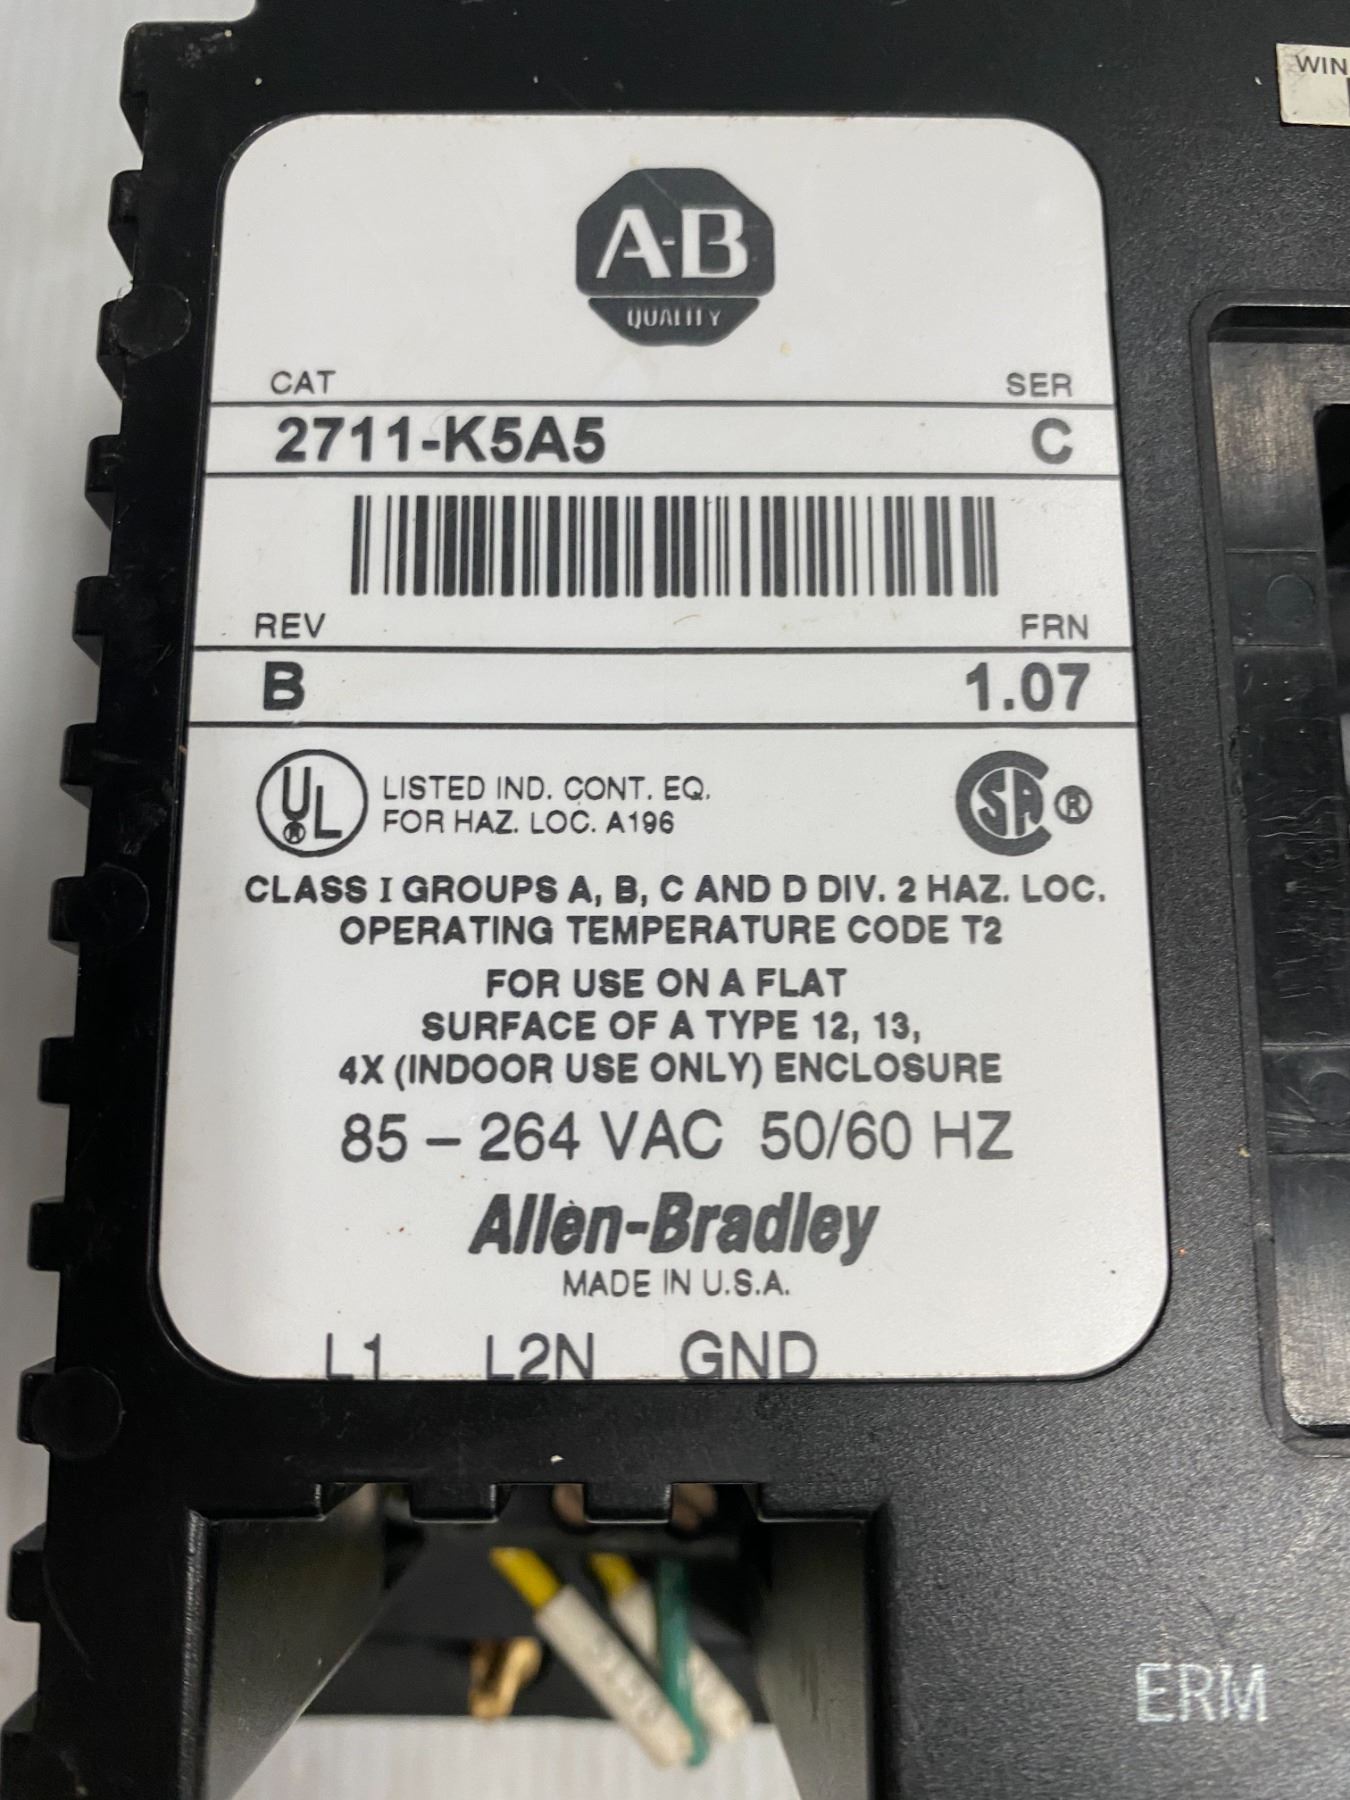 WIN
A-B
QUALITY
CAT SER
2711-K5A5 C
REV FRN
B 1.07
UL LISTED IND. CONT. EQ.
FOR HAZ. LOC. A196
SA ®
CLASS I GROUPS A, B, C AND D DIV. 2 HAZ. LOC.
OPERATING TEMPERATURE CODE T2
FOR USE ON A FLAT
SURFACE OF A TYPE 12, 13,
4X (INDOOR USE ONLY) ENCLOSURE
85 – 264 VAC 50/60 HZ
Allen-Bradley
MADE IN U.S.A.
L1 L2N GND
ERM